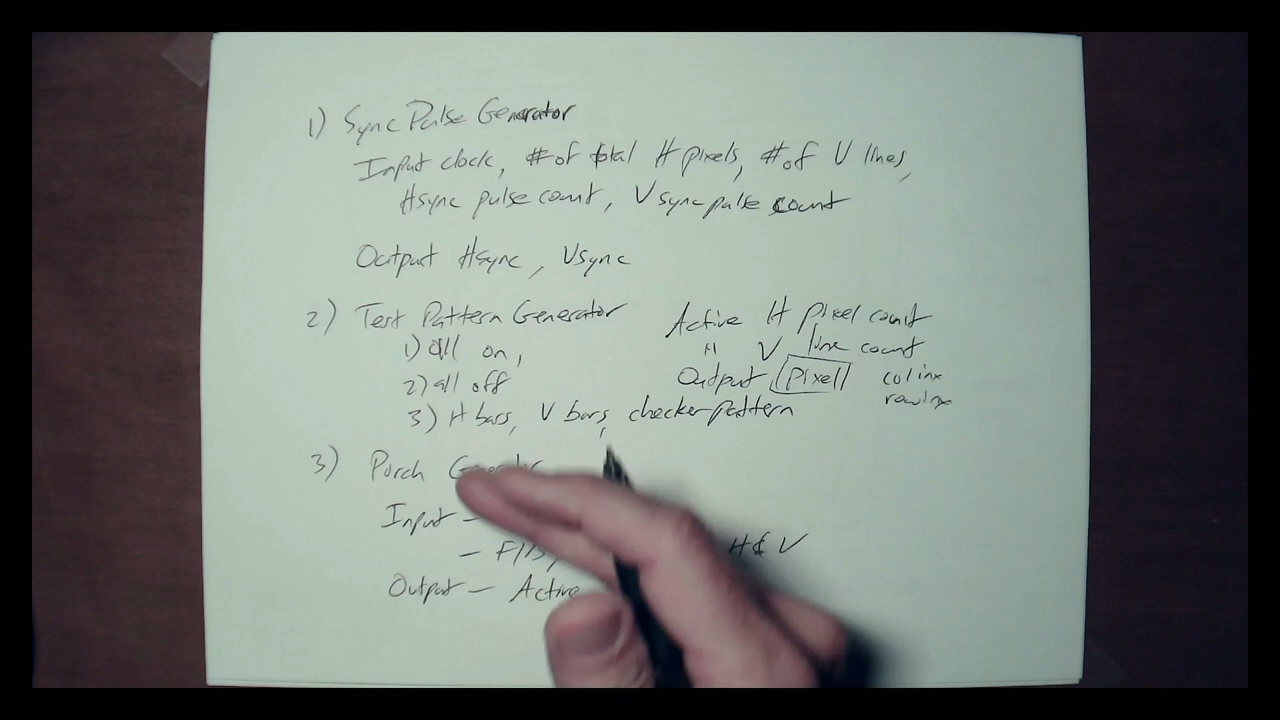 1) Sync Pulse Generator
Input clock, # of total H pixels, # of V lines,
Hsync pulse count, V sync pulse count
Output Hsync, Vsync
2) Test Pattern Generator
1) all on,
2) all off
3) H bars, V bars, checker pattern
Active H pixel count
" V line count
Output pixel
3) Porch Generator
Input -
-
H & V
Output - Active